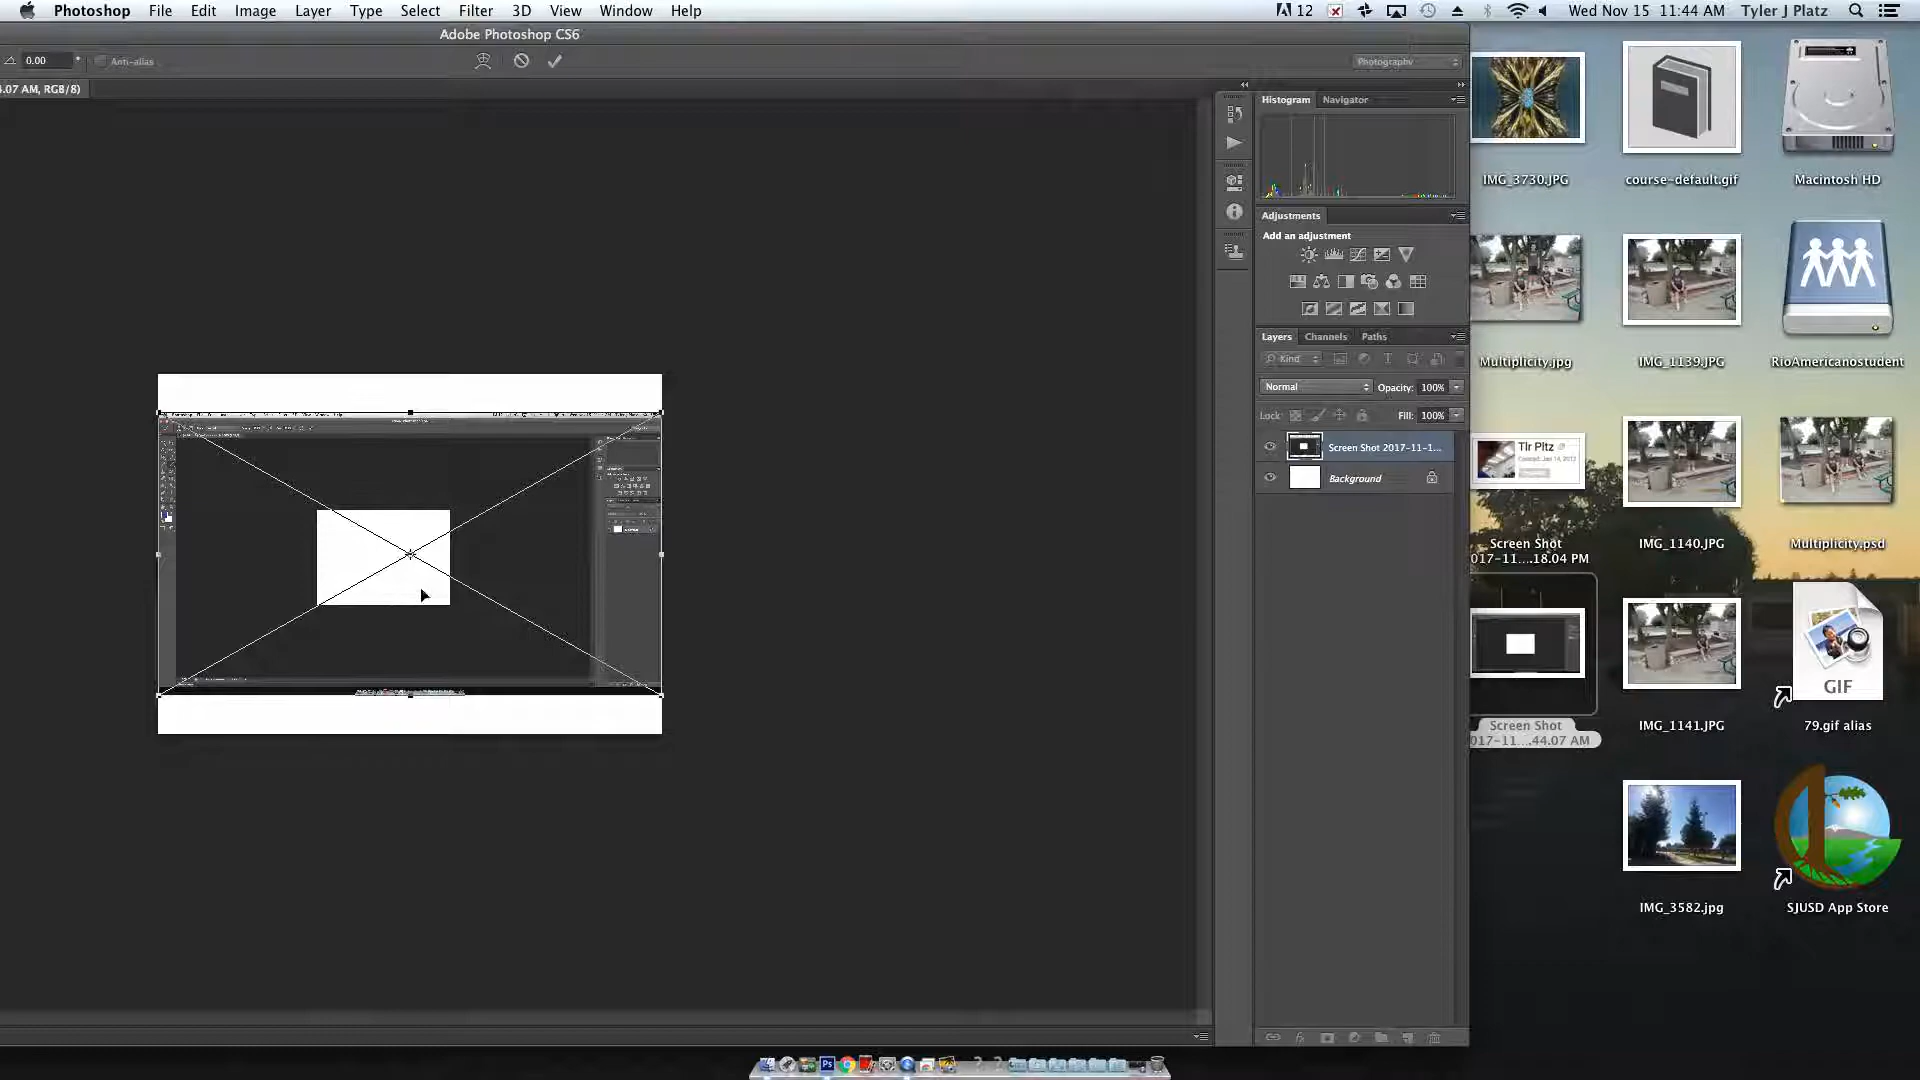 Photoshop File Edit Image Layer Type Select Filter 3D View Window Help 12 Wed Nov 15 11:44 AM Tyler J Platz
Adobe Photoshop CS6
0.00 ° Anti-alias Photography
.07 AM, RGB/8)
Histogram Navigator
Adjustments
Add an adjustment
Layers Channels Paths
Kind
Normal Opacity: 100%
Lock: Fill: 100%
Screen Shot 2017-11-1...
Background
IMG_3730.JPG
course-default.gif
Macintosh HD
Multiplicity.jpg
IMG_1139.JPG
RioAmericanostudent
Tlr Pltz
Screen Shot
017-11....18.04 PM
IMG_1140.JPG
Multiplicity.psd
Screen Shot
017-11....44.07 AM
IMG_1141.JPG
GIF
79.gif alias
IMG_3582.jpg
SJUSD App Store
Ps